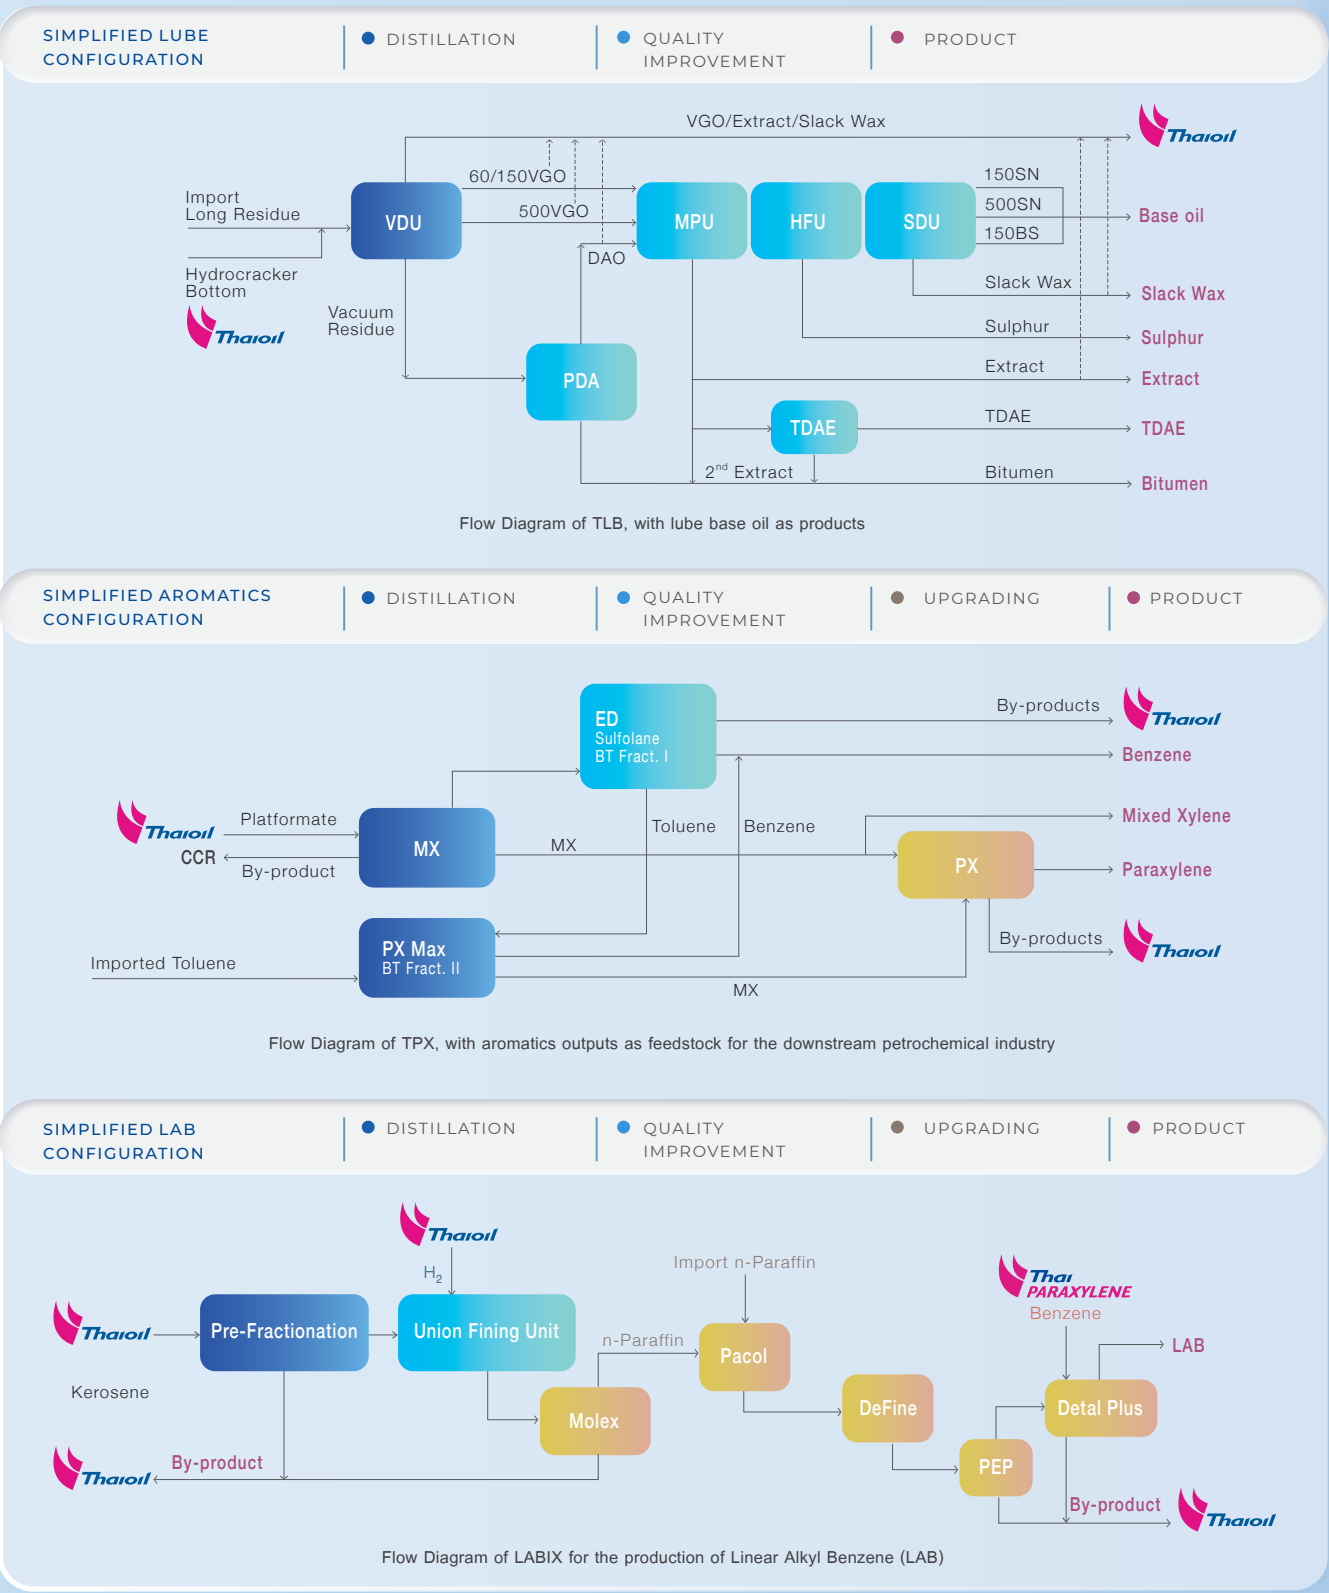 SIMPLIFIED LUBE
CONFIGURATION
DISTILLATION
QUALITY
IMPROVEMENT
PRODUCT
VGO/Extract/Slack Wax
Thaioil
60/150VGO
Import
Long Residue
VDU
500VGO
MPU
HFU
SDU
150SN
500SN
150BS
Base oil
DAO
Hydrocracker
Bottom
Thaioil
Vacuum
Residue
Slack Wax
Slack Wax
Sulphur
Sulphur
PDA
Extract
Extract
TDAE
TDAE
TDAE
2nd Extract
Bitumen
Bitumen
Flow Diagram of TLB, with lube base oil as products
SIMPLIFIED AROMATICS
CONFIGURATION
DISTILLATION
QUALITY
IMPROVEMENT
UPGRADING
PRODUCT
ED
Sulfolane
BT Fract. I
By-products
Thaioil
Benzene
Thaioil
Platformate
CCR
By-product
MX
MX
Toluene
Benzene
Mixed Xylene
PX
Paraxylene
PX Max
BT Fract. II
Imported Toluene
By-products
Thaioil
MX
Flow Diagram of TPX, with aromatics outputs as feedstock for the downstream petrochemical industry
SIMPLIFIED LAB
CONFIGURATION
DISTILLATION
QUALITY
IMPROVEMENT
UPGRADING
PRODUCT
Thaioil
H2
Import n-Paraffin
Thai
PARAXYLENE
Benzene
Thaioil
Pre-Fractionation
Union Fining Unit
n-Paraffin
Pacol
LAB
Kerosene
Molex
DeFine
Detal Plus
Thaioil
By-product
PEP
By-product
Thaioil
Flow Diagram of LABIX for the production of Linear Alkyl Benzene (LAB)